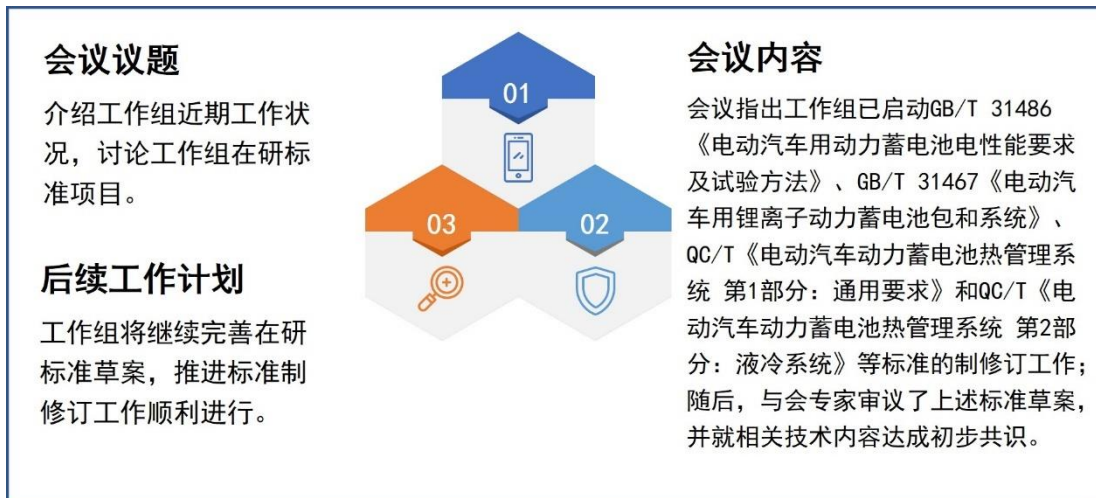 会议议题
介绍工作组近期工作状
况，讨论工作组在研标
准项目。
后续工作计划
工作组将继续完善在研
标准草案，推进标准制
修订工作顺利进行。
01
03
02
会议内容
会议指出工作组已启动GB/T 31486
《电动汽车用动力蓄电池电性能要求
及试验方法》、GB/T 31467《电动汽
车用锂离子动力蓄电池包和系统》、
QC/T《电动汽车动力蓄电池热管理系
统 第1部分：通用要求》和QC/T《电
动汽车动力蓄电池热管理系统 第2部
分：液冷系统》等标准的制修订工作；
随后，与会专家审议了上述标准草案，
并就相关技术内容达成初步共识。